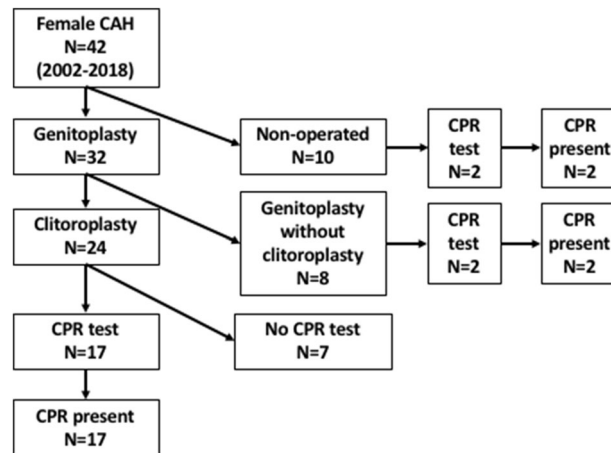 Female CAH
N=42
(2002-2018)
Genitoplasty
N=32
Non-operated
N=10
CPR
test
N=2
CPR
present
N=2
Clitoroplasty
N=24
Genitoplasty
without
clitoroplasty
N=8
CPR
test
N=2
CPR
present
N=2
CPR test
N=17
No CPR test
N=7
CPR present
N=17